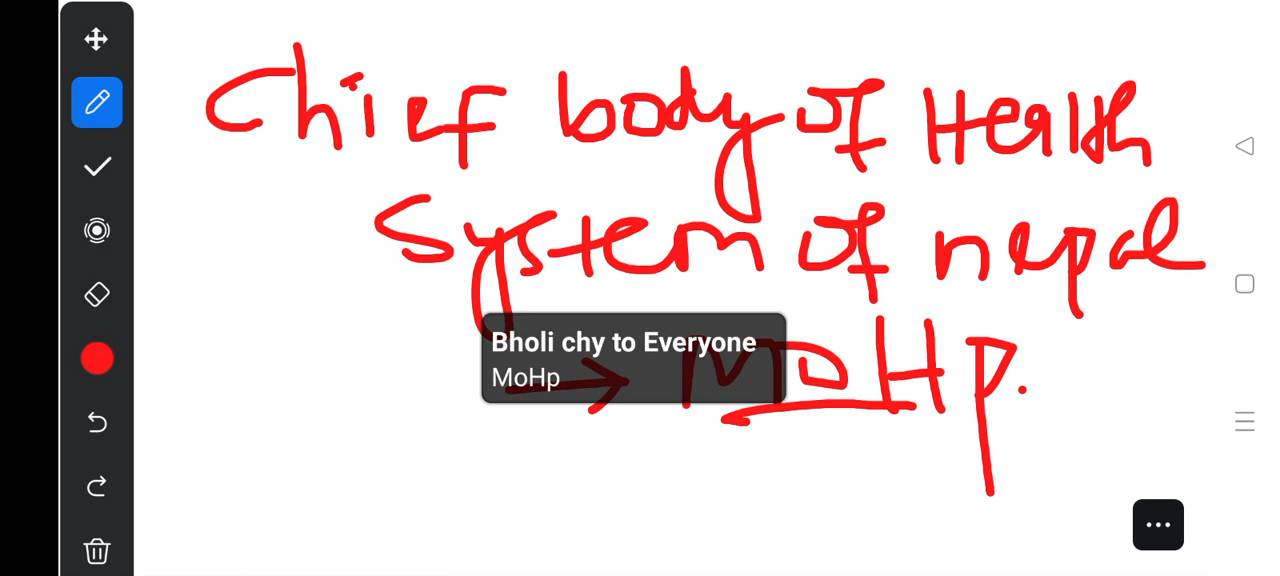 Chief body of Health
System of nepal
Bholi chy to Everyone
MoHp
→ MOHp.